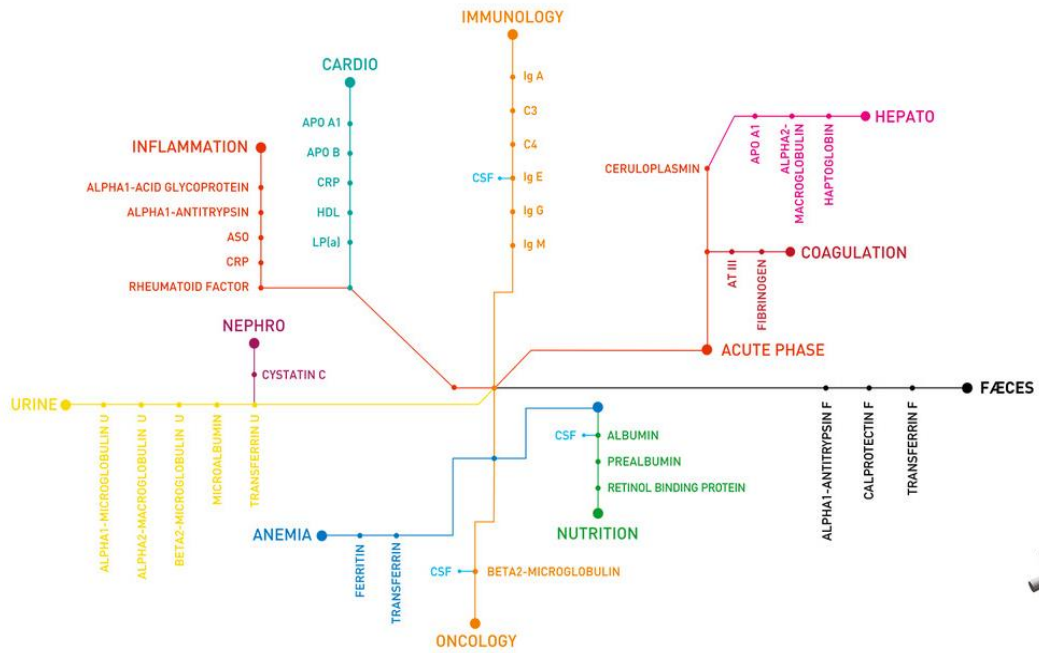 IMMUNOLOGY
Ig A
C3
C4
CSF
Ig E
Ig G
Ig M
CARDIO
APO A1
APO B
CRP
HDL
LP(a)
INFLAMMATION
ALPHA1-ACID GLYCOPROTEIN
ALPHA1-ANTITRYPSIN
ASO
CRP
RHEUMATOID FACTOR
HEPATO
APO A1
ALPHA2-
MACROGLOBULIN
HAPTOGLOBIN
CERULOPLASMIN
COAGULATION
AT III
FIBRINOGEN
ACUTE PHASE
NEPHRO
CYSTATIN C
URINE
ALPHA1-MICROGLOBULIN U
ALPHA2-MACROGLOBULIN U
BETA2-MICROGLOBULIN U
MICROALBUMIN
TRANSFERRIN U
FÆCES
ALPHA1-ANTITRYPSIN F
CALPROTECTIN F
TRANSFERRIN F
CSF
ALBUMIN
PREALBUMIN
RETINOL BINDING PROTEIN
NUTRITION
ANEMIA
FERRITIN
TRANSFERRIN
CSF
BETA2-MICROGLOBULIN
ONCOLOGY